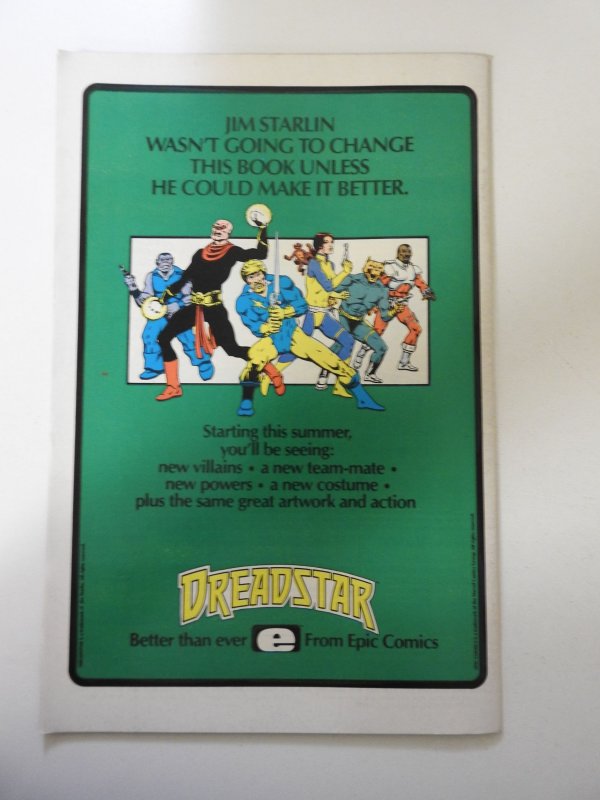 JIM STARLIN
WASN'T GOING TO CHANGE
THIS BOOK UNLESS
HE COULD MAKE IT BETTER.
Starting this summer,
you'll be seeing:
new villains • a new team-mate •
new powers • a new costume •
plus the same great artwork and action
DREADSTAR
Better than ever e From Epic Comics